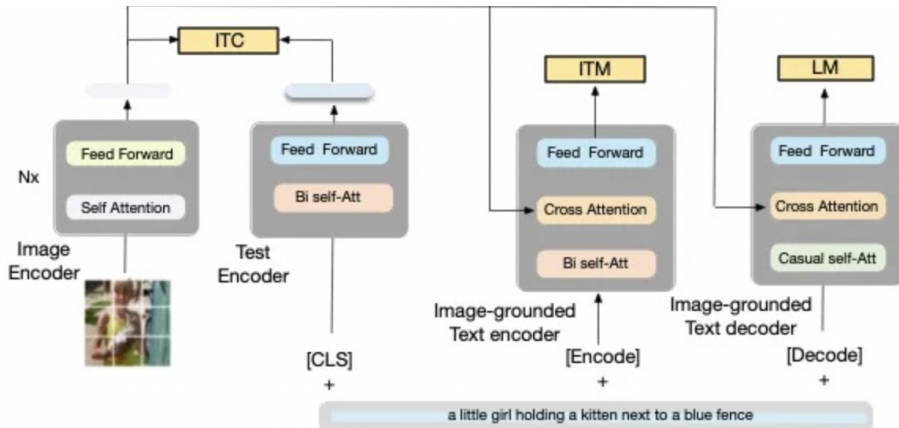 ITC
ITM
LM
Feed Forward
Self Attention
Nx
Image
Encoder
Feed Forward
Bi self-Att
Test
Encoder
Feed Forward
Cross Attention
Bi self-Att
Image-grounded
Text encoder
Feed Forward
Cross Attention
Casual self-Att
Image-grounded
Text decoder
[CLS]
+
[Encode]
+
[Decode]
+
a little girl holding a kitten next to a blue fence